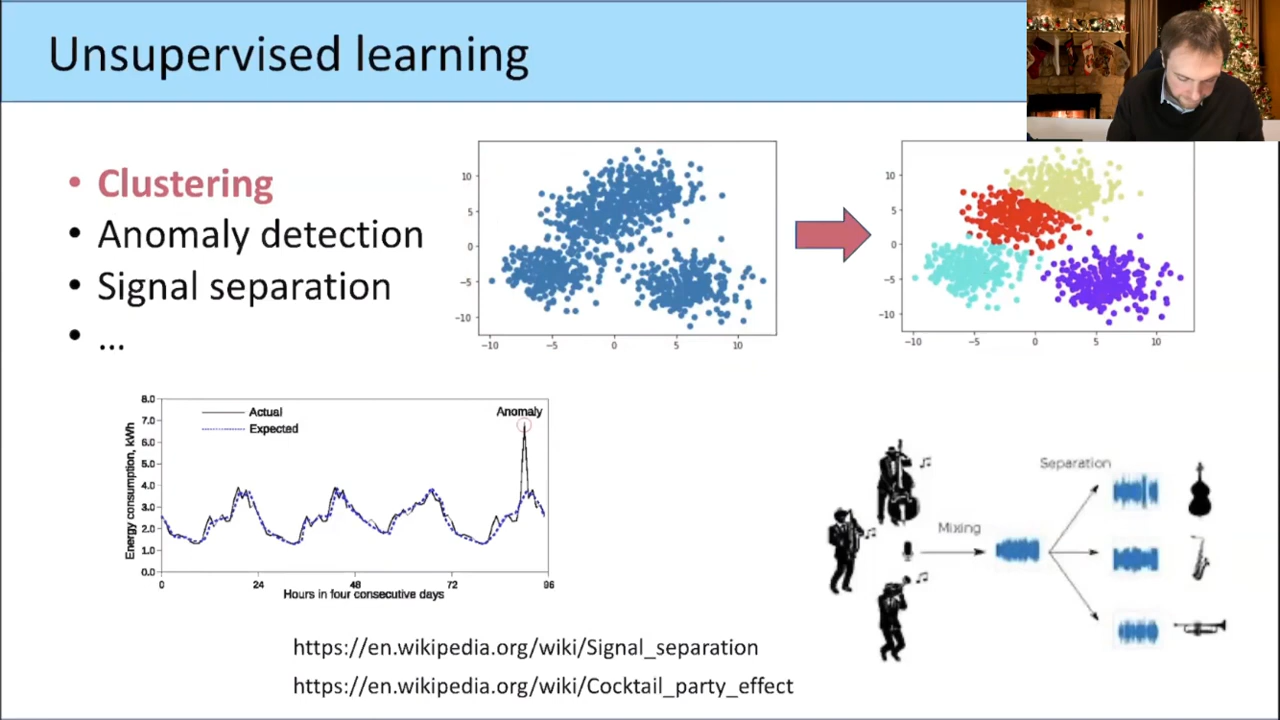 Unsupervised learning
• Clustering
• Anomaly detection
• Signal separation
• ...
10
5
0
−5
−10
−10 −5 0 5 10
10
5
0
−5
−10
−10 −5 0 5 10
Energy consumption, kWh
8.0
7.0
6.0
5.0
4.0
3.0
2.0
1.0
0.0
Actual
Expected
Anomaly
0 24 48 72 96
Hours in four consecutive days
Mixing
Separation
https://en.wikipedia.org/wiki/Signal_separation
https://en.wikipedia.org/wiki/Cocktail_party_effect